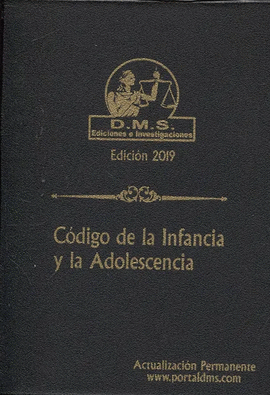 D.M.S.
Ediciones e Investigaciones
Edición 2019
Código de la Infancia
y la Adolescencia
Actualización Permanente
www.portaldms.com